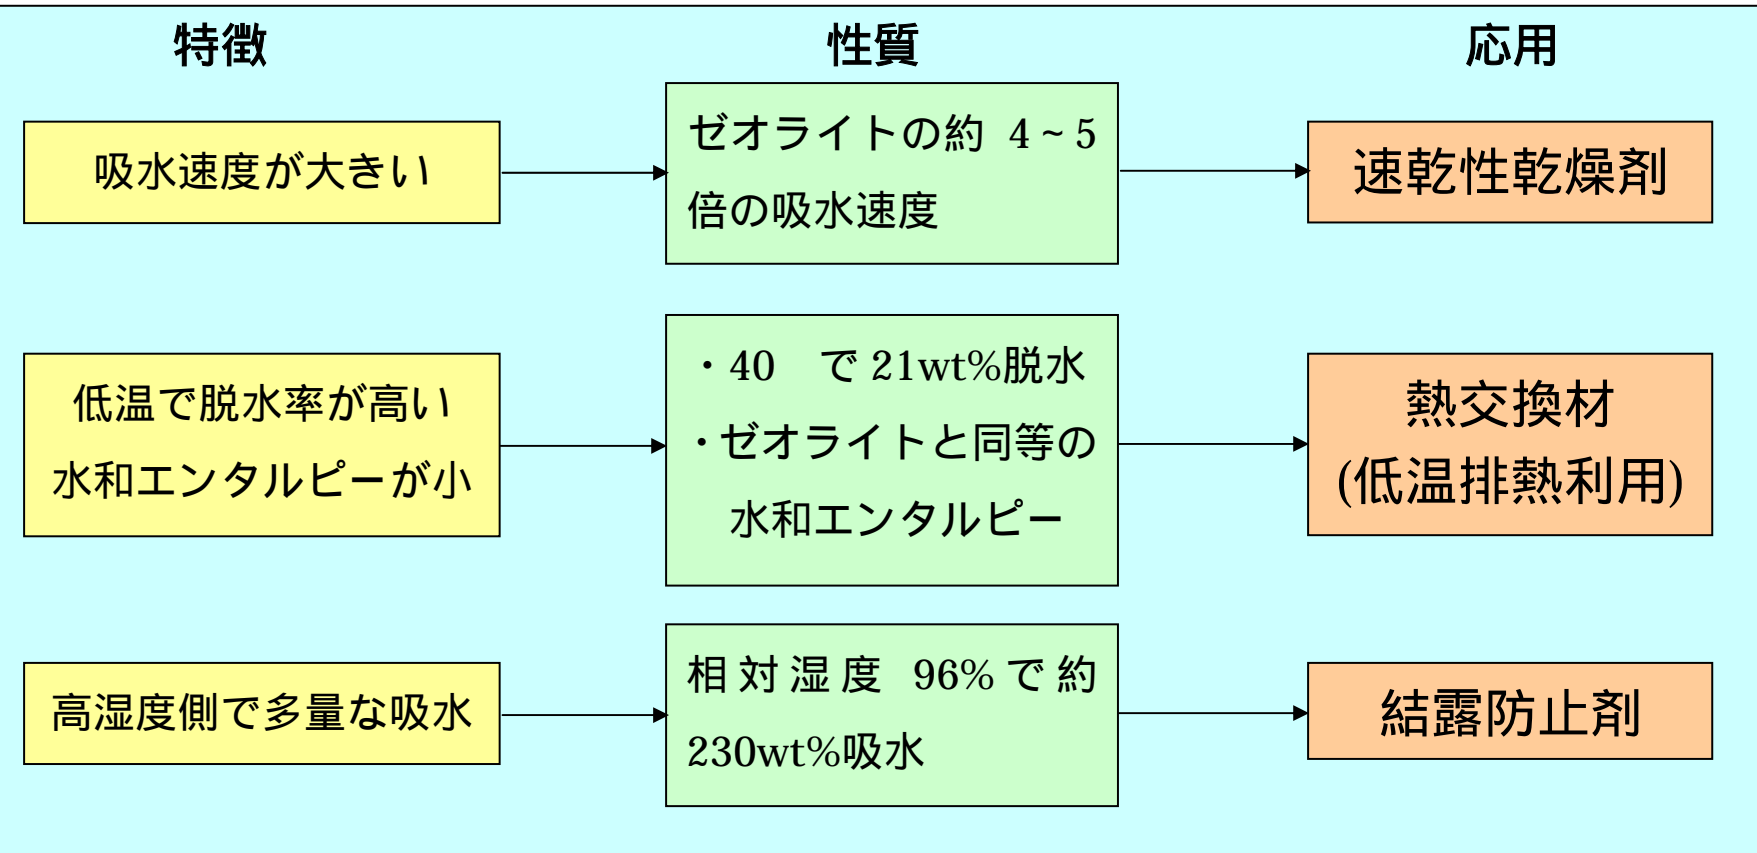 特徴
性質
応用
吸水速度が大きい
ゼオライトの約 4~5
倍の吸水速度
速乾性乾燥剤
低温で脱水率が高い
水和エンタルピーが小
・40　で 21wt%脱水
・ゼオライトと同等の
水和エンタルピー
熱交換材
(低温排熱利用)
高湿度側で多量な吸水
相対湿度 96%で約
230wt%吸水
結露防止剤